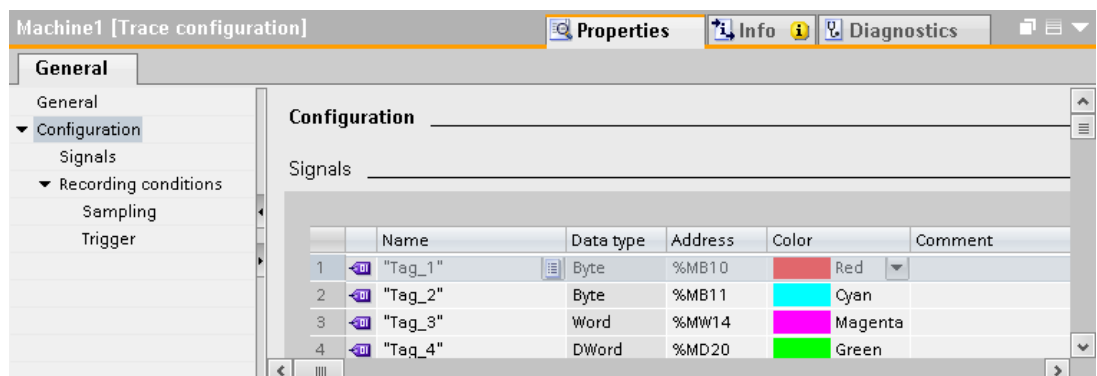 Machine1 [Trace configuration]
Properties
Info
Diagnostics
General
General
Configuration
Signals
Recording conditions
Sampling
Trigger
Configuration
Signals
Name Data type Address Color Comment
1 "Tag_1" Byte %MB10 Red
2 "Tag_2" Byte %MB11 Cyan
3 "Tag_3" Word %MW14 Magenta
4 "Tag_4" DWord %MD20 Green